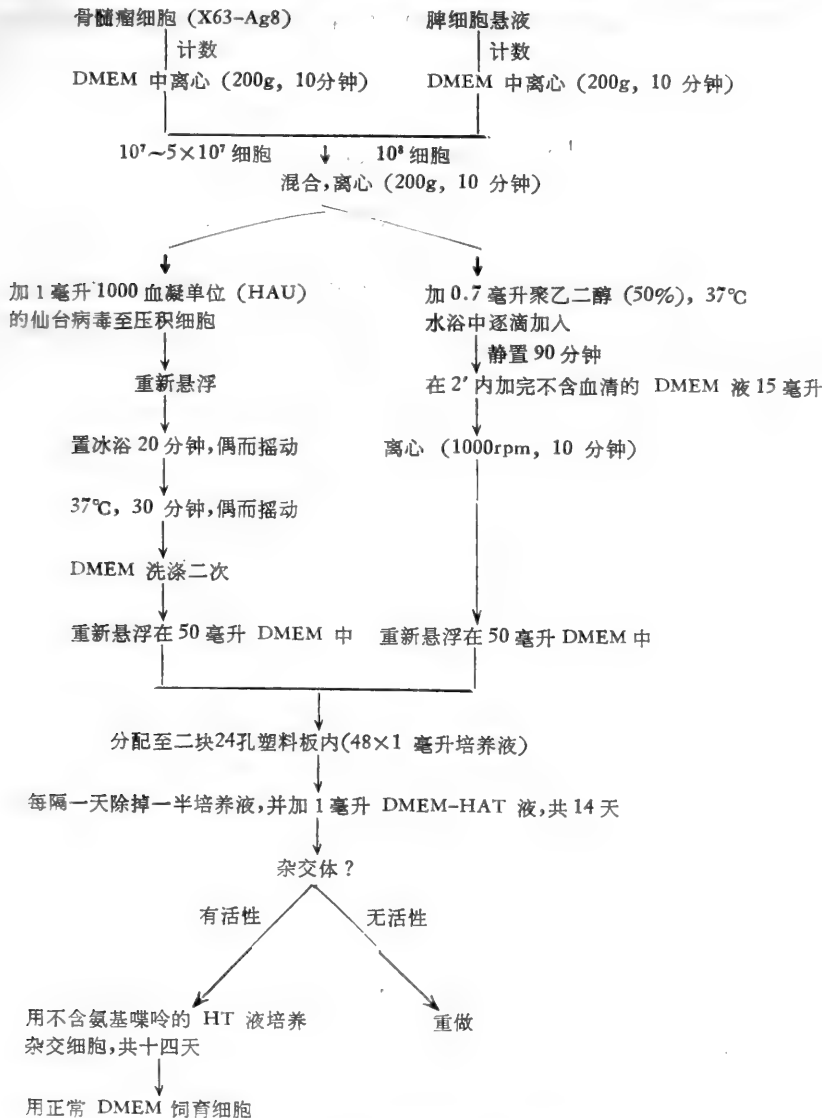 骨髓瘤细胞 (X63-Ag8)
脾细胞悬液
计数
计数
DMEM 中离心 (200g, 10分钟)
DMEM 中离心 (200g, 10 分钟)
10⁷～5×10⁷ 细胞
10⁸ 细胞
混合,离心 (200g, 10 分钟)
加 1 毫升 1000 血凝单位 (HAU)
的仙台病毒至压积细胞
重新悬浮
置冰浴 20 分钟,偶而摇动
37℃, 30 分钟,偶而摇动
DMEM 洗涤二次
重新悬浮在 50 毫升 DMEM 中
加 0.7 毫升聚乙二醇 (50%), 37℃
水浴中逐滴加入
静置 90 分钟
在 2′ 内加完不含血清的 DMEM 液 15 毫升
离心 (1000rpm, 10 分钟)
重新悬浮在 50 毫升 DMEM 中
分配至二块24孔塑料板内(48×1 毫升培养液)
每隔一天除掉一半培养液,并加 1 毫升 DMEM-HAT 液,共 14 天
杂交体?
有活性
无活性
用不含氨基喋呤的 HT 液培养
杂交细胞,共十四天
重做
用正常 DMEM 饲育细胞